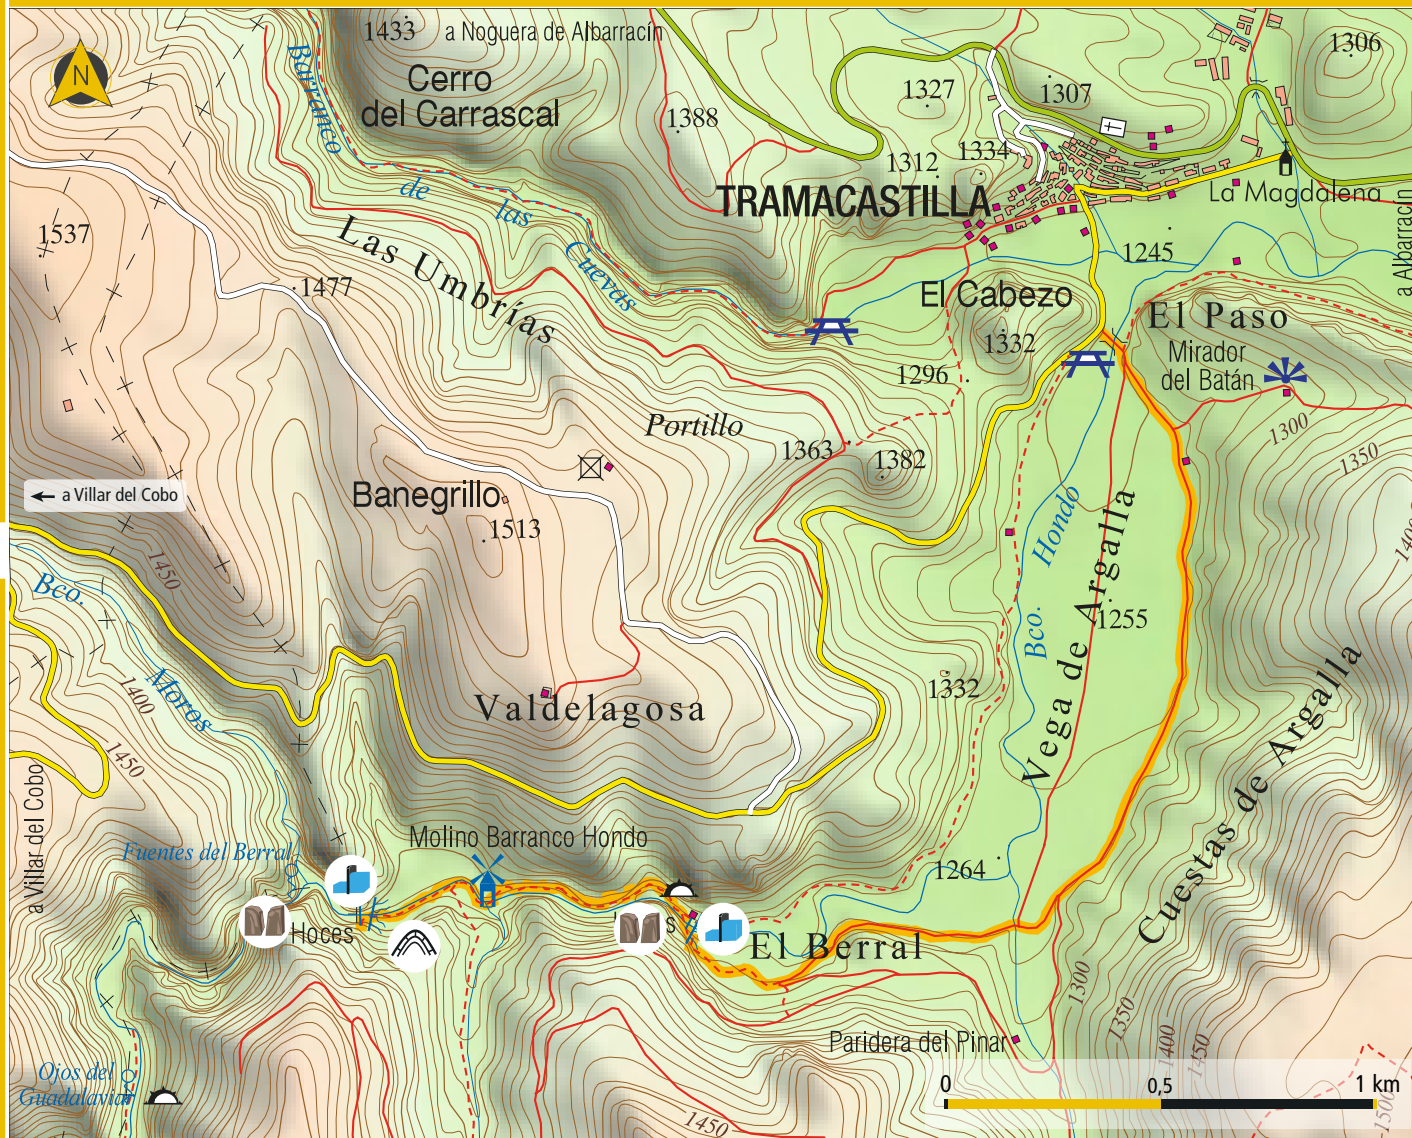 N
1433
a Noguera de Albarracín
Cerro
del Carrascal
Barranco
de
las
Cuevas
1388
1327
1307
1306
1312
1334
TRAMACASTILLA
La Magdalena
a Albarracín
1245
1537
1477
Las Umbrías
El Cabezo
1332
El Paso
Mirador
del Batán
1296
1300
1350
Portillo
1363
1382
Banegrillo
1513
a Villar del Cobo
1450
Bco.
Moros
1400
1450
Bco. Hondo
Vega de Argalla
1255
1400
1332
Valdelagosa
Cuestas de Argalla
a Villar del Cobo
Molino Barranco Hondo
Fuentes del Berral
1264
Hoces
s
El Berral
1300
1350
1400
1450
1500
Paridera del Pinar
Ojos del
Guadalaviar
1450
0
0,5
1 km